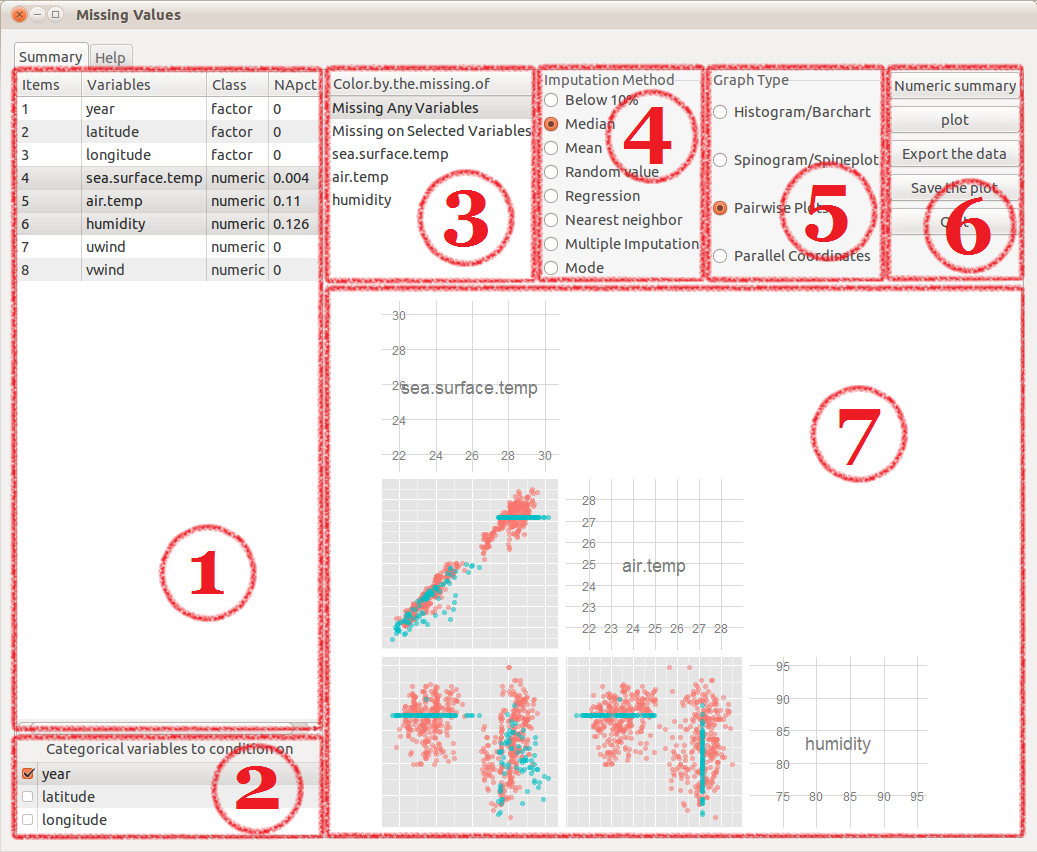 Missing Values
Summary Help
Items Variables Class NApct
1 year factor 0
2 latitude factor 0
3 longitude factor 0
4 sea.surface.temp numeric 0.004
5 air.temp numeric 0.11
6 humidity numeric 0.126
7 uwind numeric 0
8 vwind numeric 0
1
Categorical variables to condition on
year
latitude
longitude
2
Color.by.the.missing.of
Missing Any Variables
Missing on Selected Variables
sea.surface.temp
air.temp
humidity
3
Imputation Method
Below 10%
Median
Mean
Random value
Regression
Nearest neighbor
Multiple Imputation
Mode
4
Graph Type
Histogram/Barchart
Spinogram/Spineplot
Pairwise Plots
Parallel Coordinates
5
Numeric summary
plot
Export the data
Save the plot
6
30
28
26
24
22 24 26 28 30
sea.surface.temp
7
28
27
26
25
24
23
22 23 24 25 26 27 28
air.temp
95
90
85
80
75 80 85 90 95
humidity